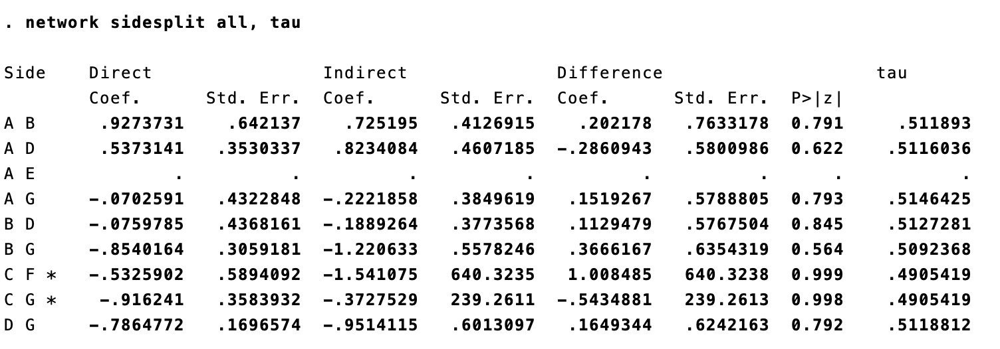 . network sidesplit all, tau
Side Direct Indirect Difference tau
Coef. Std. Err. Coef. Std. Err. Coef. Std. Err. P>|z|
A B .9273731 .642137 .725195 .4126915 .202178 .7633178 0.791 .511893
A D .5373141 .3530337 .8234084 .4607185 -.2860943 .5800986 0.622 .5116036
A E . . . . . . . .
A G -.0702591 .4322848 -.2221858 .3849619 .1519267 .5788805 0.793 .5146425
B D -.0759785 .4368161 -.1889264 .3773568 .1129479 .5767504 0.845 .5127281
B G -.8540164 .3059181 -1.220633 .5578246 .3666167 .6354319 0.564 .5092368
C F * -.5325902 .5894092 -1.541075 640.3235 1.008485 640.3238 0.999 .4905419
C G * -.916241 .3583932 -.3727529 239.2611 -.5434881 239.2613 0.998 .4905419
D G -.7864772 .1696574 -.9514115 .6013097 .1649344 .6242163 0.792 .5118812